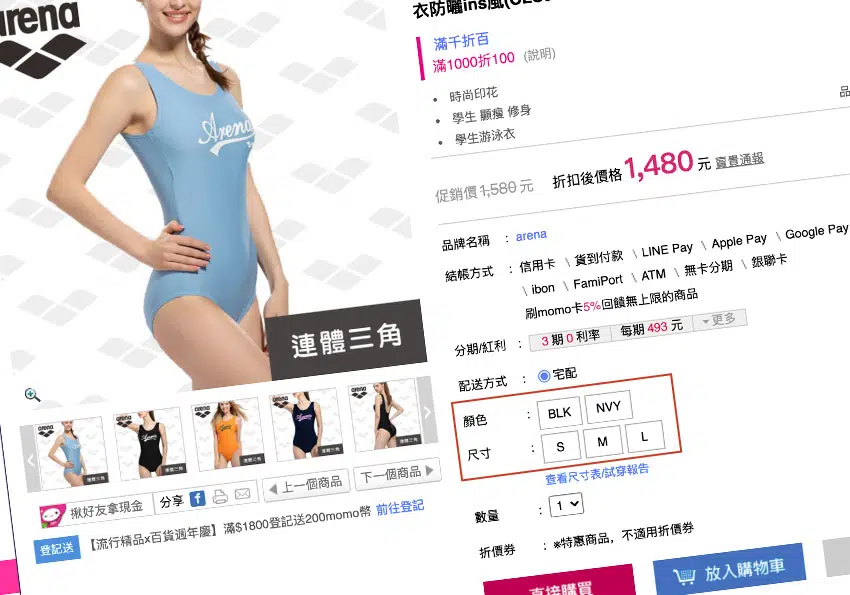 arena
Arena
連體三角
揪好友拿現金
分享
上一個商品
下一個商品
登記送
【流行精品x百貨週年慶】滿$1800登記送200momo幣 前往登記
衣防曬ins風
滿千折百
滿1000折100 (說明)
• 時尚印花
• 學生 顯瘦 修身
• 學生游泳衣
品
促銷價 1,580 元 折扣後價格 1,480 元 賣貴通報
品牌名稱 : arena
結帳方式 : 信用卡 \ 貨到付款 \ LINE Pay \ Apple Pay \ Google Pay
\ ibon \ FamiPort \ ATM \ 無卡分期 \ 銀聯卡
刷momo卡5%回饋無上限的商品
分期/紅利 : 3 期 0 利率 每期 493 元 更多
配送方式 : 宅配
顏色 : BLK NVY
尺寸 : S M L
查看尺寸表/試穿報告
數量 : 1
折價券 : ※特惠商品，不適用折價券
直接購買
放入購物車